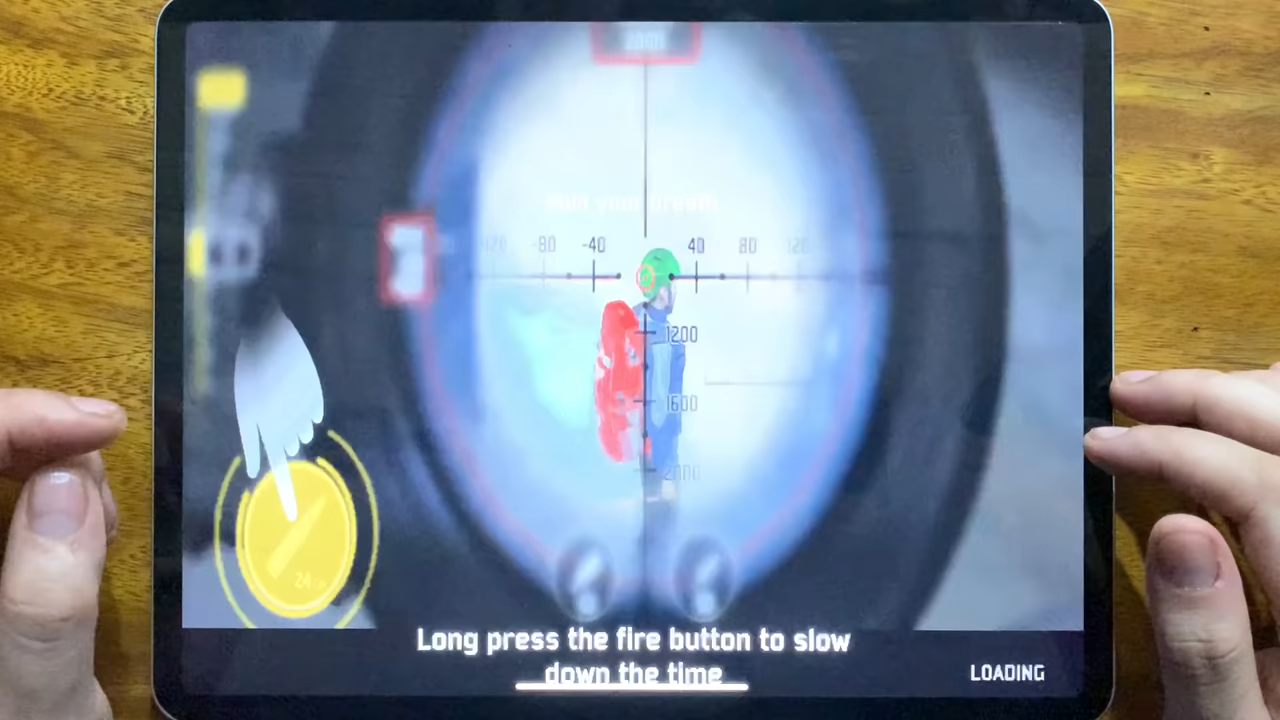 -80 -40 40 80 120
1200
1600
2000
24
Long press the fire button to slow
down the time
LOADING